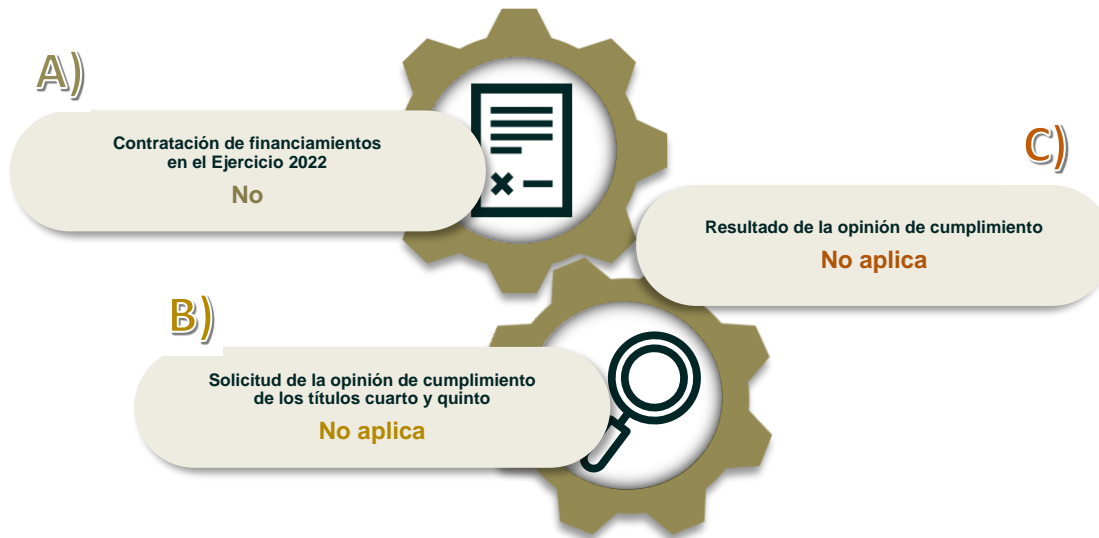 A)
Contratación de financiamientos
en el Ejercicio 2022
No
B)
Solicitud de la opinión de cumplimiento
de los títulos cuarto y quinto
No aplica
C)
Resultado de la opinión de cumplimiento
No aplica